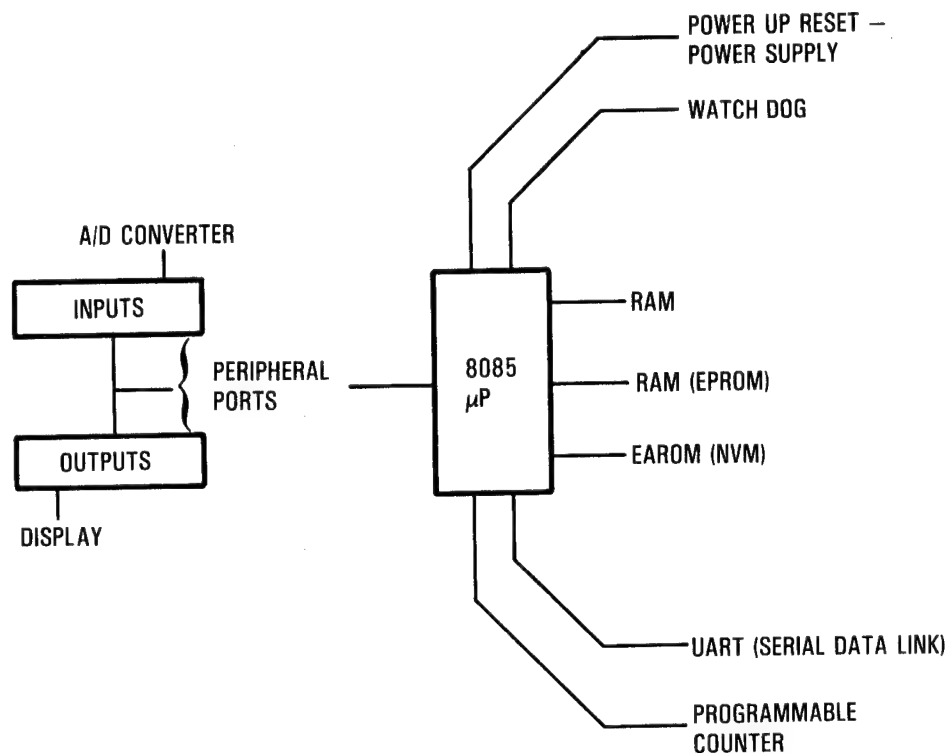 POWER UP RESET –
POWER SUPPLY
WATCH DOG
A/D CONVERTER
INPUTS
RAM
PERIPHERAL
PORTS
8085
μP
RAM (EPROM)
OUTPUTS
EAROM (NVM)
DISPLAY
UART (SERIAL DATA LINK)
PROGRAMMABLE
COUNTER